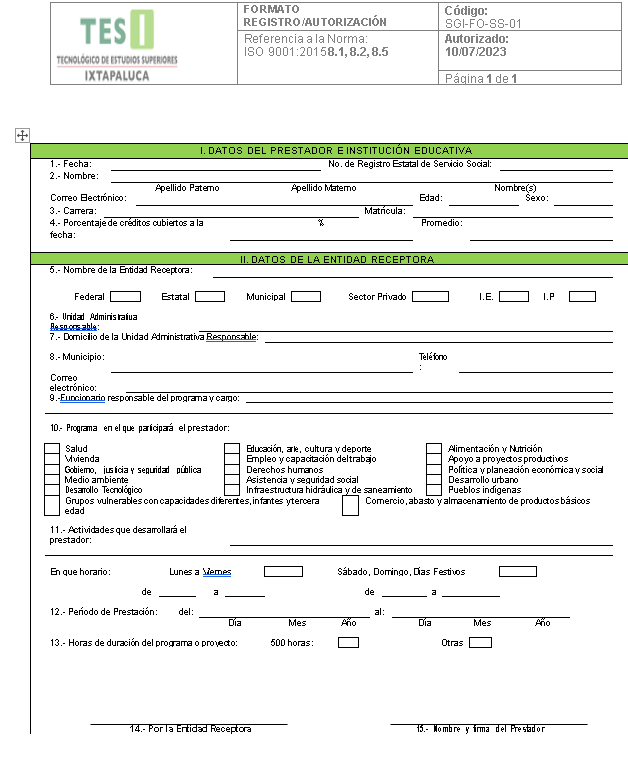 TESI
TECNOLÓGICO DE ESTUDIOS SUPERIORES
IXTAPALUCA
FORMATO
REGISTRO/AUTORIZACIÓN
Referencia a la Norma:
ISO 9001:20158.1, 8.2, 8.5
Código:
SGI-FO-SS-01
Autorizado:
10/07/2023
Página 1 de 1
I. DATOS DEL PRESTADOR E INSTITUCIÓN EDUCATIVA
1.- Fecha: No. de Registro Estatal de Servicio Social:
2.- Nombre:
Apellido Paterno Apellido Materno Nombre(s)
Correo Electrónico: Edad: Sexo:
3.- Carrera: Matrícula:
4.- Porcentaje de créditos cubiertos a la % Promedio:
fecha:
II. DATOS DE LA ENTIDAD RECEPTORA
5.- Nombre de la Entidad Receptora:
Federal Estatal Municipal Sector Privado I.E. I.P
6.- Unidad Administrativa
Responsable:
7.- Domicilio de la Unidad Administrativa Responsable:
8.- Municipio: Teléfono
:
Correo
electrónico:
9.-Funcionario responsable del programa y cargo:
10.- Programa en el que participará el prestador:
Salud Educación, arte, cultura y deporte Alimentación y Nutrición
Vivienda Empleo y capacitación del trabajo Apoyo a proyectos productivos
Gobierno, justicia y seguridad pública Derechos humanos Política y planeación económica y social
Medio ambiente Asistencia y seguridad social Desarrollo urbano
Desarrollo Tecnológico Infraestructura hidráulica y de saneamiento Pueblos indígenas
Grupos vulnerables con capacidades diferentes, infantes y tercera Comercio, abasto y almacenamiento de productos básicos
edad
11.- Actividades que desarrollará el
prestador:
En que horario: Lunes a Viernes Sábado, Domingo, Días Festivos
de a de a
12.- Período de Prestación: del: al:
Día Mes Año Día Mes Año
13.- Horas de duración del programa o proyecto: 500 horas: Otras
14.- Por la Entidad Receptora 15.- Nombre y firma del Prestador